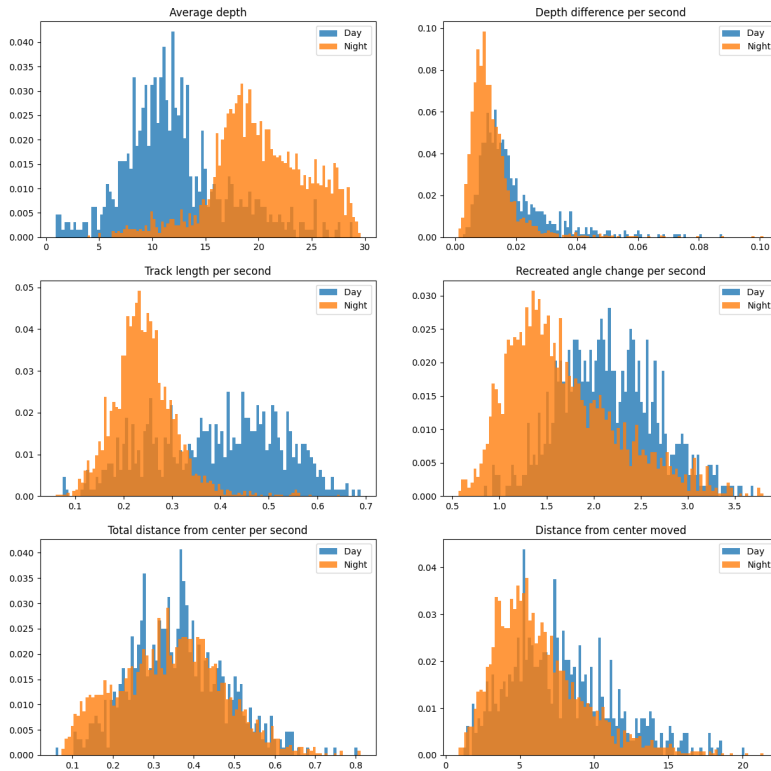 Average depth
0.040
0.035
0.030
0.025
0.020
0.015
0.010
0.005
0.000
0 5 10 15 20 25 30
Day
Night
Depth difference per second
0.10
0.08
0.06
0.04
0.02
0.00
0.00 0.02 0.04 0.06 0.08 0.10
Day
Night
Track length per second
0.05
0.04
0.03
0.02
0.01
0.00
0.1 0.2 0.3 0.4 0.5 0.6 0.7
Day
Night
Recreated angle change per second
0.030
0.025
0.020
0.015
0.010
0.005
0.000
0.5 1.0 1.5 2.0 2.5 3.0 3.5
Day
Night
Total distance from center per second
0.040
0.035
0.030
0.025
0.020
0.015
0.010
0.005
0.000
0.1 0.2 0.3 0.4 0.5 0.6 0.7 0.8
Day
Night
Distance from center moved
0.04
0.03
0.02
0.01
0.00
0 5 10 15 20
Day
Night